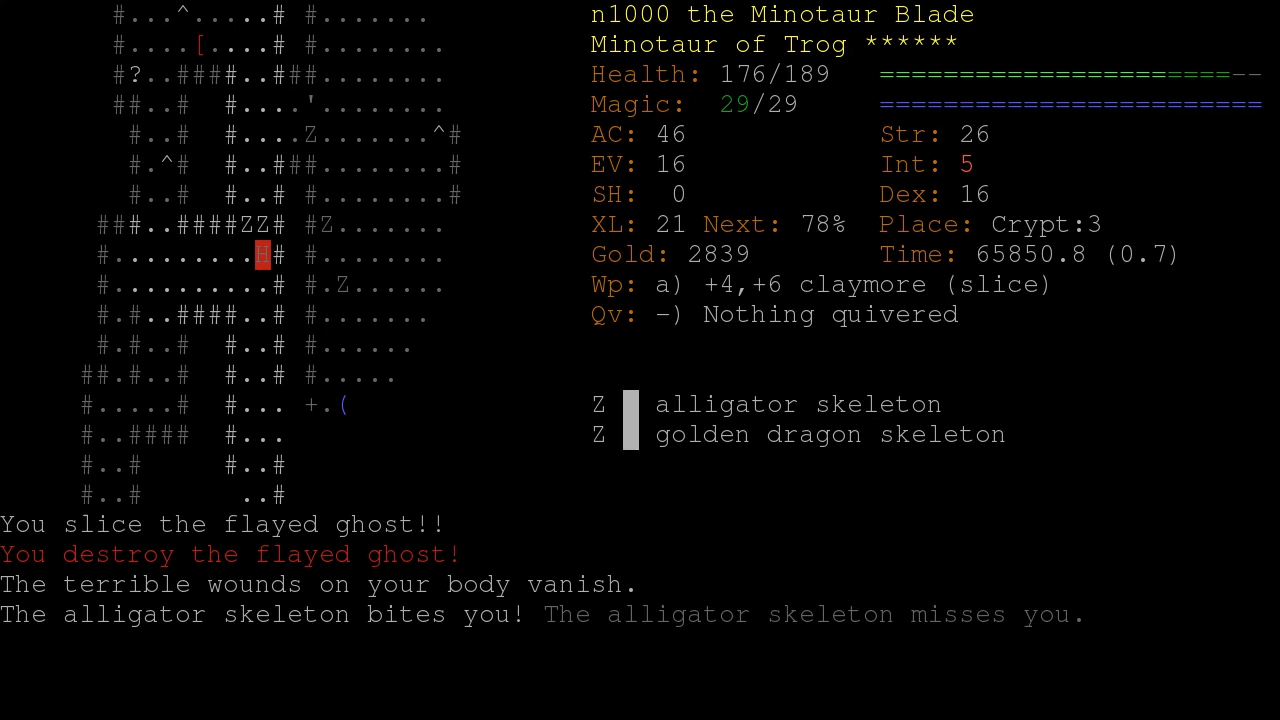 #...^.....# #.......          n1000 the Minotaur Blade
#....[....# #........         Minotaur of Trog ******
#?..####..###........         Health: 176/189   ======================--
##..#  #....'........         Magic:  29/29     ========================
#..#  #....Z.......^#         AC: 46            Str: 26
#.^#  #..###........#         EV: 16            Int: 5
#..#  #..# #........#         SH:  0            Dex: 16
###..####ZZ# #Z.......        XL: 21 Next: 78%  Place: Crypt:3
#.........H# #........        Gold: 2839        Time: 65850.8 (0.7)
#..........# #.Z......        Wp: a) +4,+6 claymore (slice)
#.#..####..# #.......         Qv: -) Nothing quivered
#.#..#  #..# #......
##.#..#  #..# #.....
#.....#  #...  +.(            Z   alligator skeleton
#..####  #...                 Z   golden dragon skeleton
#..#     #..#
#..#      ..#
You slice the flayed ghost!!
You destroy the flayed ghost!
The terrible wounds on your body vanish.
The alligator skeleton bites you! The alligator skeleton misses you.